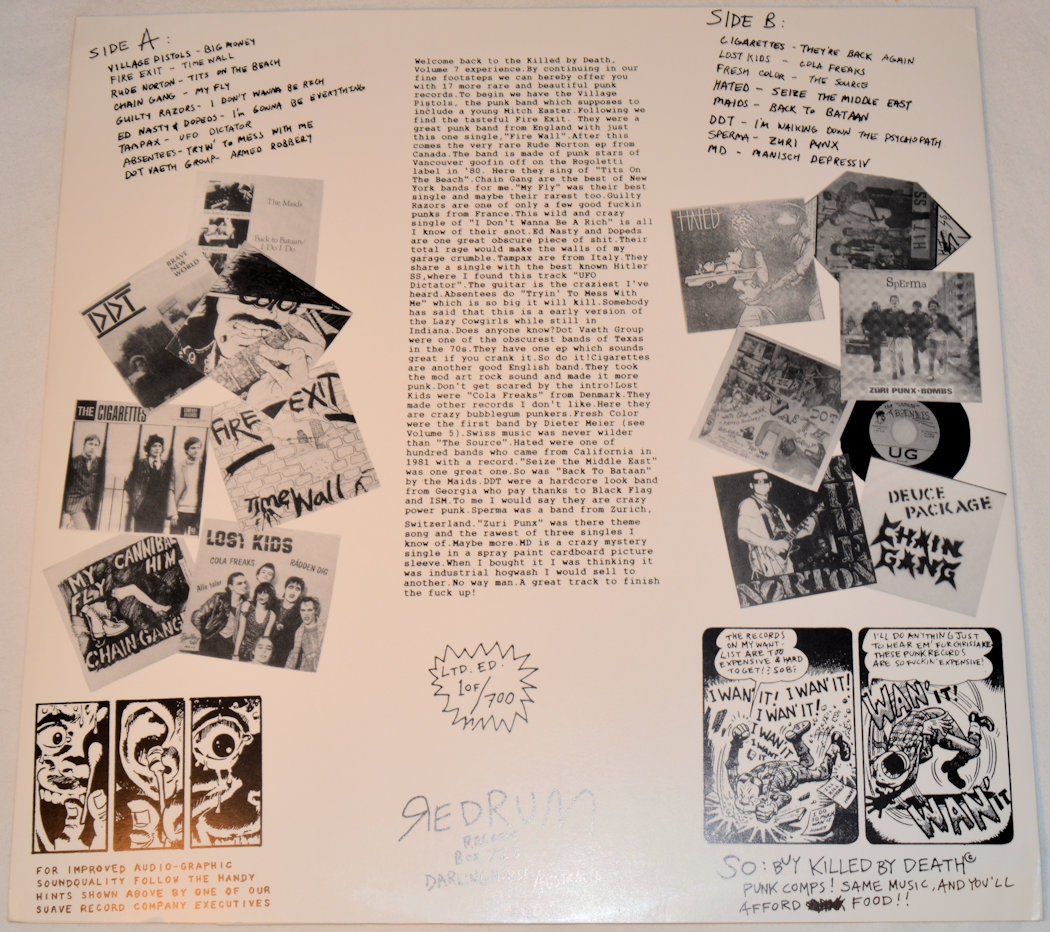 SIDE A:
VILLAGE PISTOLS - BIG MONEY
FIRE EXIT - TIME WALL
RUDE NORTON - TITS ON THE BEACH
CHAIN GANG - MY FLY
GUILTY RAZORS - I DON'T WANNA BE RICH
ED NASTY & DOPEDS - I'M GONNA BE EVERYTHING
TAMPAX - UFO DICTATOR
ABSENTEES - TRYIN' TO MESS WITH ME
DOT VAETH GROUP - ARMED ROBBERY
The Maids
Back to Bataan/
I Do I Do
BRAVE
NEW
WORLD
DDT
COLOR
THE CIGARETTES
FIRE EXIT
TIME WALL
MY
FLY
CANNIBAL
HIM
CHAIN GANG
LOST KIDS
COLA FREAKS
RÅDDEN DIG
Alle taler
FOR IMPROVED AUDIO-GRAPHIC
SOUNDQUALITY FOLLOW THE HANDY
HINTS SHOWN ABOVE BY ONE OF OUR
SUAVE RECORD COMPANY EXECUTIVES
Welcome back to the Killed by Death,
Volume 7 experience.By continuing in our
fine footsteps we can hereby offer you
with 17 more rare and beautiful punk
records.To begin we have the Village
Pistols, the punk band which supposes to
include a young Mitch Easter.Following we
find the tasteful Fire Exit. They were a
great punk band from England with just
this one single,"Fire Wall".After this
comes the very rare Rude Norton ep from
Canada.The band is made of punk stars of
Vancouver goofin off on the Rogoletti
label in '80. Here they sing of "Tits On
The Beach".Chain Gang are the best of New
York bands for me."My Fly" was their best
single and maybe their rarest too.Guilty
Razors are one of only a few good fuckin
punks from France.This wild and crazy
single of "I Don't Wanna Be A Rich" is all
I know of their snot.Ed Nasty and Dopeds
are one great obscure piece of shit.Their
total rage would make the walls of my
garage crumble.Tampax are from Italy.They
share a single with the best known Hitler
SS,where I found this track "UFO
Dictator".The guitar is the craziest I've
heard.Absentees do "Tryin' To Mess With
Me" which is so big it will kill.Somebody
has said that this is a early version of
the Lazy Cowgirls while still in
Indiana.Does anyone know?Dot Vaeth Group
were one of the obscurest bands of Texas
in the 70s.They have one ep which sounds
great if you crank it.So do it!Cigarettes
are another good English band.They took
the mod art rock sound and made it more
punk.Don't get scared by the intro!Lost
Kids were "Cola Freaks" from Denmark.They
made other records I don't like.Here they
are crazy bubblegum punkers.Fresh Color
were the first band by Dieter Meier (see
Volume 5).Swiss music was never wilder
than "The Source".Hated were one of
hundred bands who came from California in
1981 with a record."Seize the Middle East"
was one great one.So was "Back To Bataan"
by the Maids.DDT were a hardcore look band
from Georgia who pay thanks to Black Flag
and ISM.To me I would say they are crazy
power punk.Sperma was a band from Zurich,
Switzerland."Zuri Punx" was there theme
song and the rawest of three singles I
know of.Maybe more.MD is a crazy mystery
single in a spray paint cardboard picture
sleeve.When I bought it I was thinking it
was industrial hogwash I would sell to
another.No way man.A great track to finish
the fuck up!
LTD. ED.
1 OF/700
REDRUM
RECORDS
BOX
DARLINGHURST
AUSTRALIA
SIDE B:
CIGARETTES - THEY'RE BACK AGAIN
LOST KIDS - COLA FREAKS
FRESH COLOR - THE SOURCE
HATED - SEIZE THE MIDDLE EAST
MAIDS - BACK TO BATAAN
DDT - I'M WALKING DOWN THE PSYCHOPATH
SPERMA - ZURI PUNX
MD - MANISCH DEPRESSIV
HATED
HITLER SS
45
SPERMA
ZURI PUNX·BOMBS
DOT
VAETH
LEGENDES
UG
RUDE
NORTON
DEUCE
PACKAGE
CHAIN
GANG
THE RECORDS
ON MY WANT-
LIST ARE TOO
EXPENSIVE & HARD
TO GET! :SOB:
I WAN' IT! I WAN' IT!
I WAN' IT!
I WAN' IT
I WANT
IT
I'LL DO ANYTHING JUST
TO HEAR EM' FOR CHRISSAKE
THESE PUNK RECORDS
ARE SO FUCKIN' EXPENSIVE!
WAN' IT!
WAN' IT
SO: BUY KILLED BY DEATH©
PUNK COMPS! SAME MUSIC, AND YOU'LL
AFFORD FOOD!!